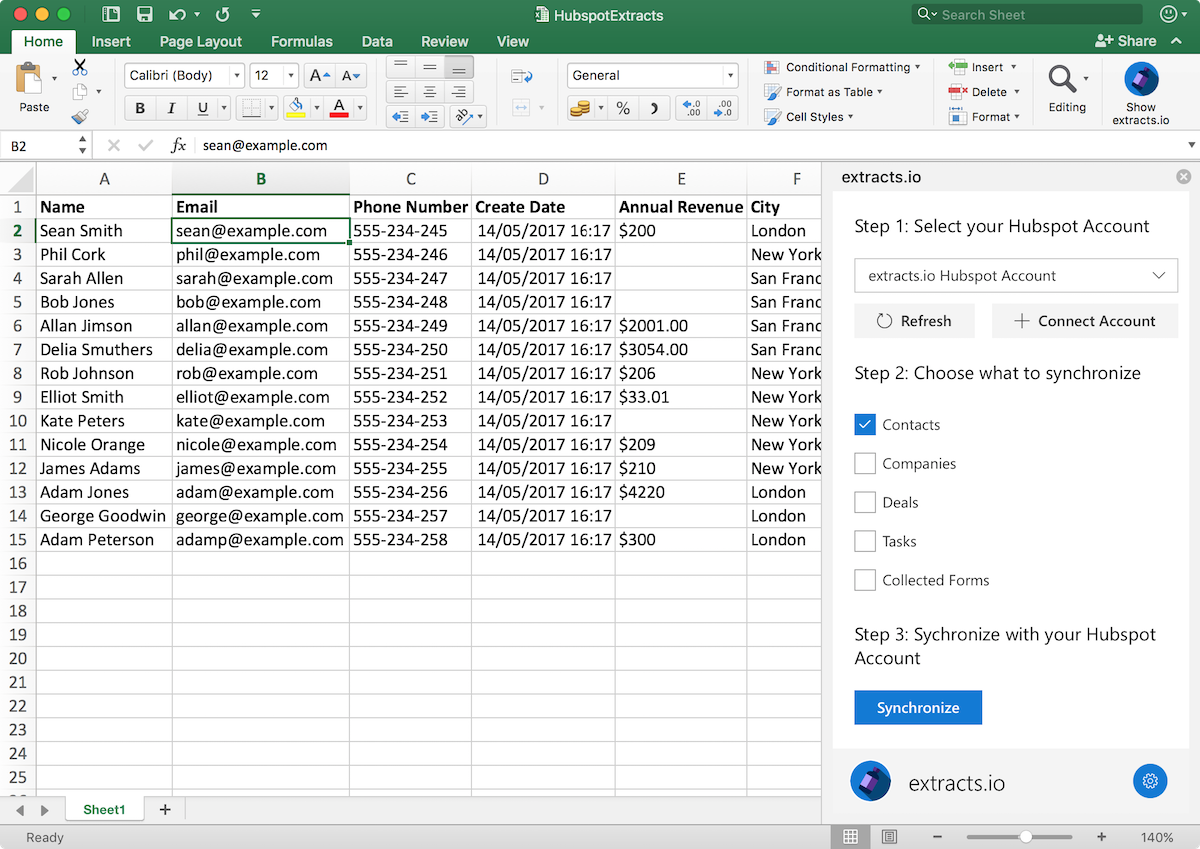 HubspotExtracts
Search Sheet
Home Insert Page Layout Formulas Data Review View
Share
Paste
Calibri (Body) 12
A A
B I U A
General
%
.0 .00
.00 .0
Conditional Formatting
Format as Table
Cell Styles
Insert
Delete
Format
Editing
Show
extracts.io
B2 fx sean@example.com
A B C D E F
1 Name Email Phone Number Create Date Annual Revenue City
2 Sean Smith sean@example.com 555-234-245 14/05/2017 16:17 $200 London
3 Phil Cork phil@example.com 555-234-246 14/05/2017 16:17 New York
4 Sarah Allen sarah@example.com 555-234-247 14/05/2017 16:17 San Franc
5 Bob Jones bob@example.com 555-234-248 14/05/2017 16:17 San Franc
6 Allan Jimson allan@example.com 555-234-249 14/05/2017 16:17 $2001.00 San Franc
7 Delia Smuthers delia@example.com 555-234-250 14/05/2017 16:17 $3054.00 San Franc
8 Rob Johnson rob@example.com 555-234-251 14/05/2017 16:17 $206 New York
9 Elliot Smith elliot@example.com 555-234-252 14/05/2017 16:17 $33.01 New York
10 Kate Peters kate@example.com 555-234-253 14/05/2017 16:17 New York
11 Nicole Orange nicole@example.com 555-234-254 14/05/2017 16:17 $209 New York
12 James Adams james@example.com 555-234-255 14/05/2017 16:17 $210 New York
13 Adam Jones adam@example.com 555-234-256 14/05/2017 16:17 $4220 London
14 George Goodwin george@example.com 555-234-257 14/05/2017 16:17 London
15 Adam Peterson adamp@example.com 555-234-258 14/05/2017 16:17 $300 London
16
17
18
19
20
21
22
23
24
25
extracts.io
Step 1: Select your Hubspot Account
extracts.io Hubspot Account
Refresh
Connect Account
Step 2: Choose what to synchronize
Contacts
Companies
Deals
Tasks
Collected Forms
Step 3: Sychronize with your Hubspot
Account
Synchronize
extracts.io
Sheet1 +
Ready
140%